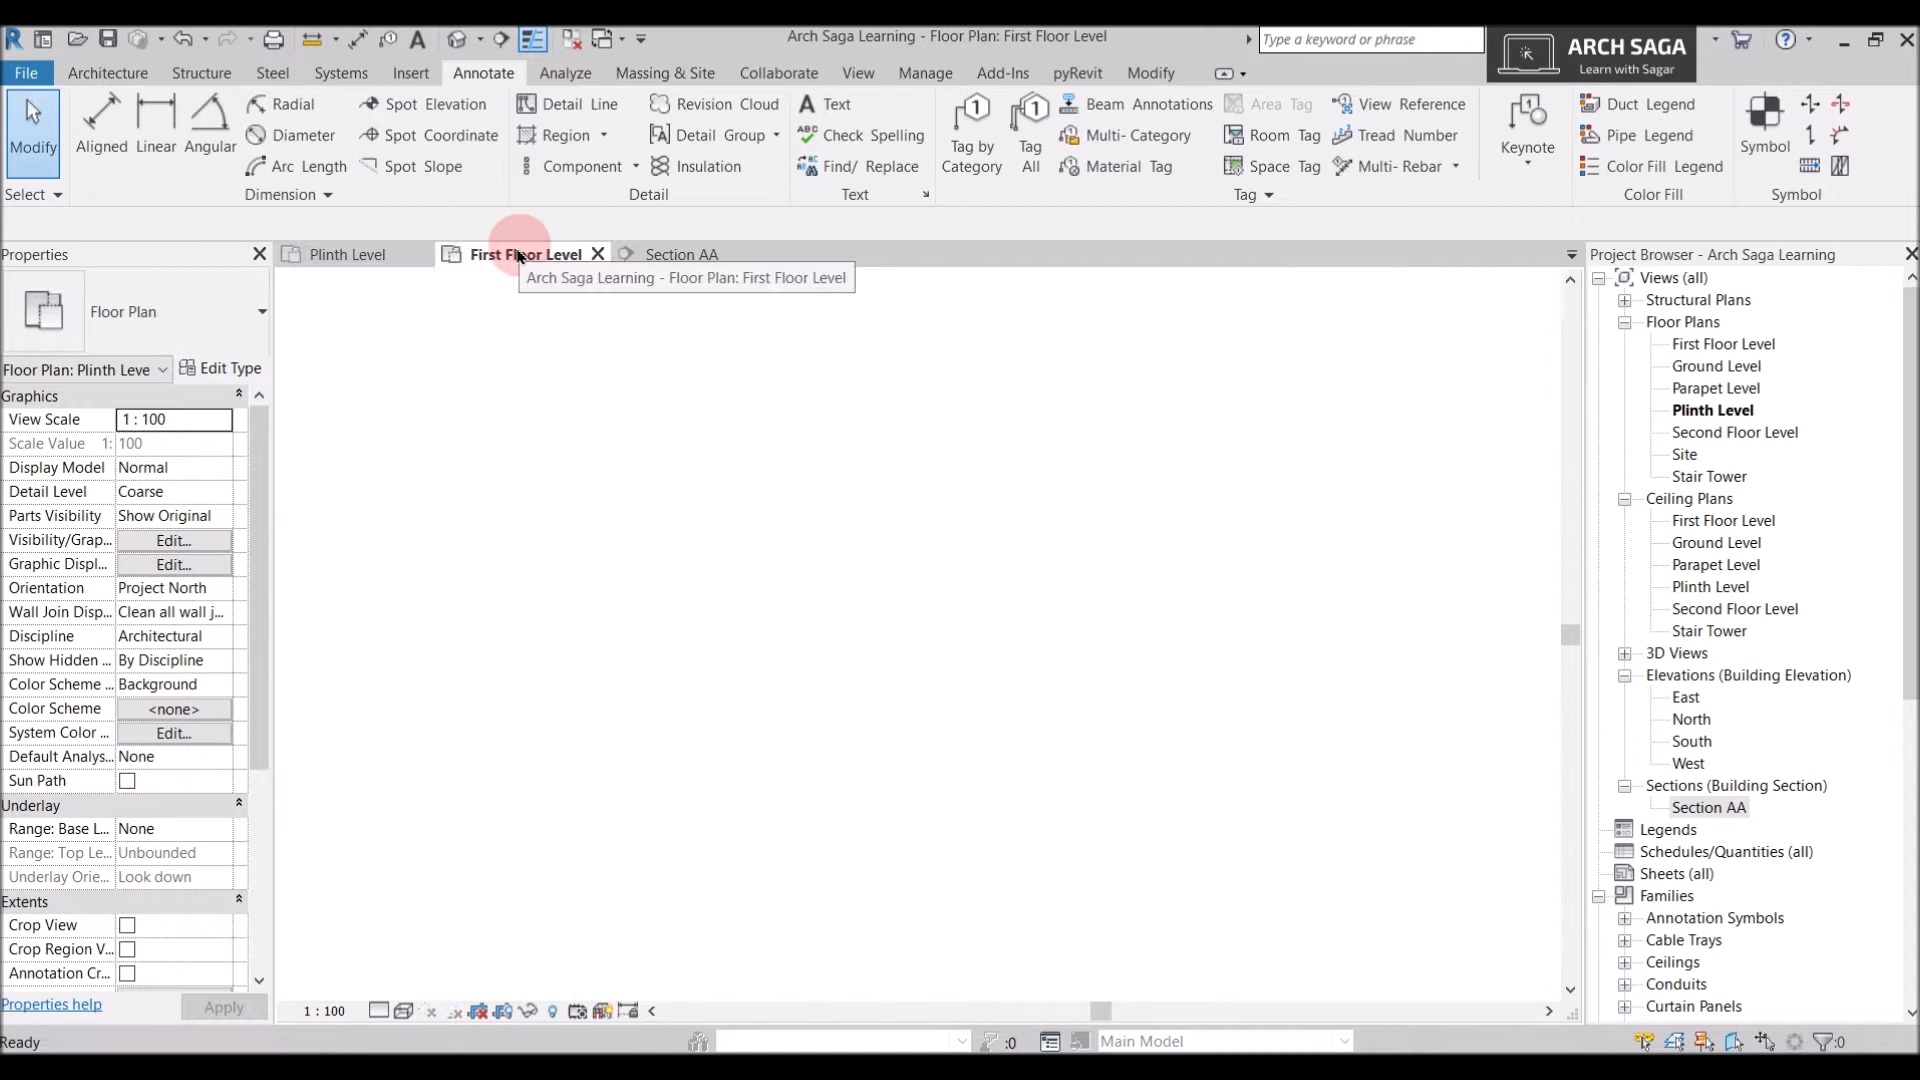 Arch Saga Learning - Floor Plan: First Floor Level
Type a keyword or phrase
ARCH SAGA
Learn with Sagar
File Architecture Structure Steel Systems Insert Annotate Analyze Massing & Site Collaborate View Manage Add-Ins pyRevit Modify
Modify
Select
Aligned Linear Angular
Radial
Diameter
Arc Length
Spot Elevation
Spot Coordinate
Spot Slope
Dimension
Detail Line
Region
Component
Revision Cloud
Detail Group
Insulation
Detail
Text
Check Spelling
Find/ Replace
Text
Tag by Category
Tag All
Beam Annotations
Multi- Category
Material Tag
Area Tag
Room Tag
Space Tag
View Reference
Tread Number
Multi- Rebar
Tag
Keynote
Duct Legend
Pipe Legend
Color Fill Legend
Color Fill
Symbol
Symbol
Properties
Plinth Level First Floor Level Section AA
Arch Saga Learning - Floor Plan: First Floor Level
Floor Plan
Floor Plan: Plinth Leve Edit Type
Graphics
View Scale 1 : 100
Scale Value 1: 100
Display Model Normal
Detail Level Coarse
Parts Visibility Show Original
Visibility/Grap... Edit...
Graphic Displ... Edit...
Orientation Project North
Wall Join Disp... Clean all wall j...
Discipline Architectural
Show Hidden ... By Discipline
Color Scheme ... Background
Color Scheme <none>
System Color ... Edit...
Default Analys... None
Sun Path
Underlay
Range: Base L... None
Range: Top Le... Unbounded
Underlay Orie... Look down
Extents
Crop View
Crop Region V...
Annotation Cr...
Properties help Apply
1 : 100
Ready
:0
Main Model
:0
Project Browser - Arch Saga Learning
Views (all)
Structural Plans
Floor Plans
First Floor Level
Ground Level
Parapet Level
Plinth Level
Second Floor Level
Site
Stair Tower
Ceiling Plans
First Floor Level
Ground Level
Parapet Level
Plinth Level
Second Floor Level
Stair Tower
3D Views
Elevations (Building Elevation)
East
North
South
West
Sections (Building Section)
Section AA
Legends
Schedules/Quantities (all)
Sheets (all)
Families
Annotation Symbols
Cable Trays
Ceilings
Conduits
Curtain Panels